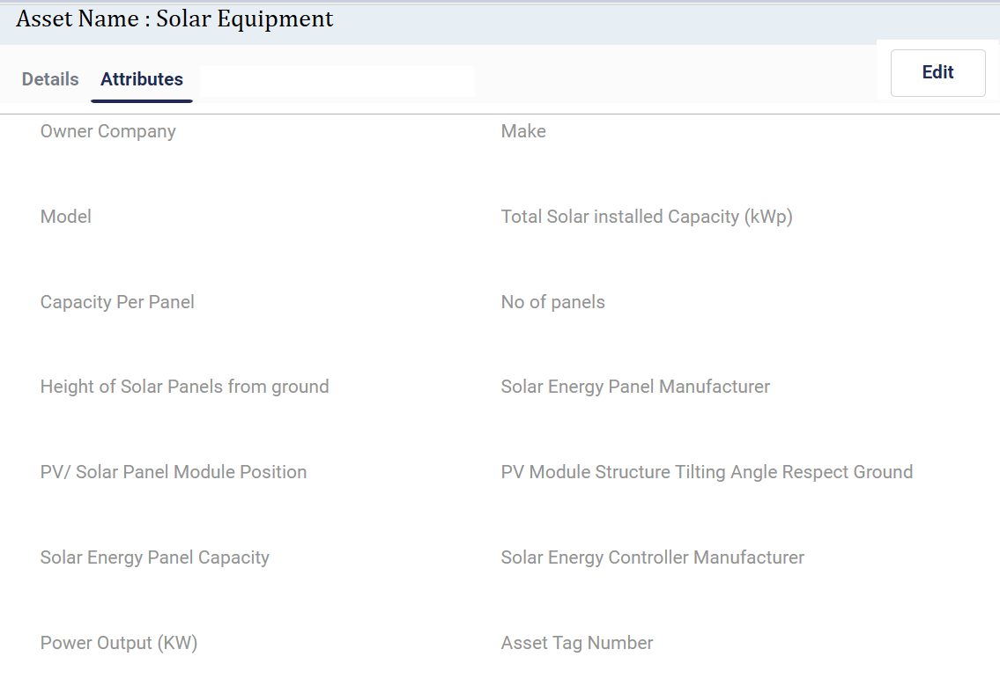 Asset Name : Solar Equipment
Details Attributes
Edit
Owner Company Make
Model Total Solar installed Capacity (kWp)
Capacity Per Panel No of panels
Height of Solar Panels from ground Solar Energy Panel Manufacturer
PV/ Solar Panel Module Position PV Module Structure Tilting Angle Respect Ground
Solar Energy Panel Capacity Solar Energy Controller Manufacturer
Power Output (KW) Asset Tag Number